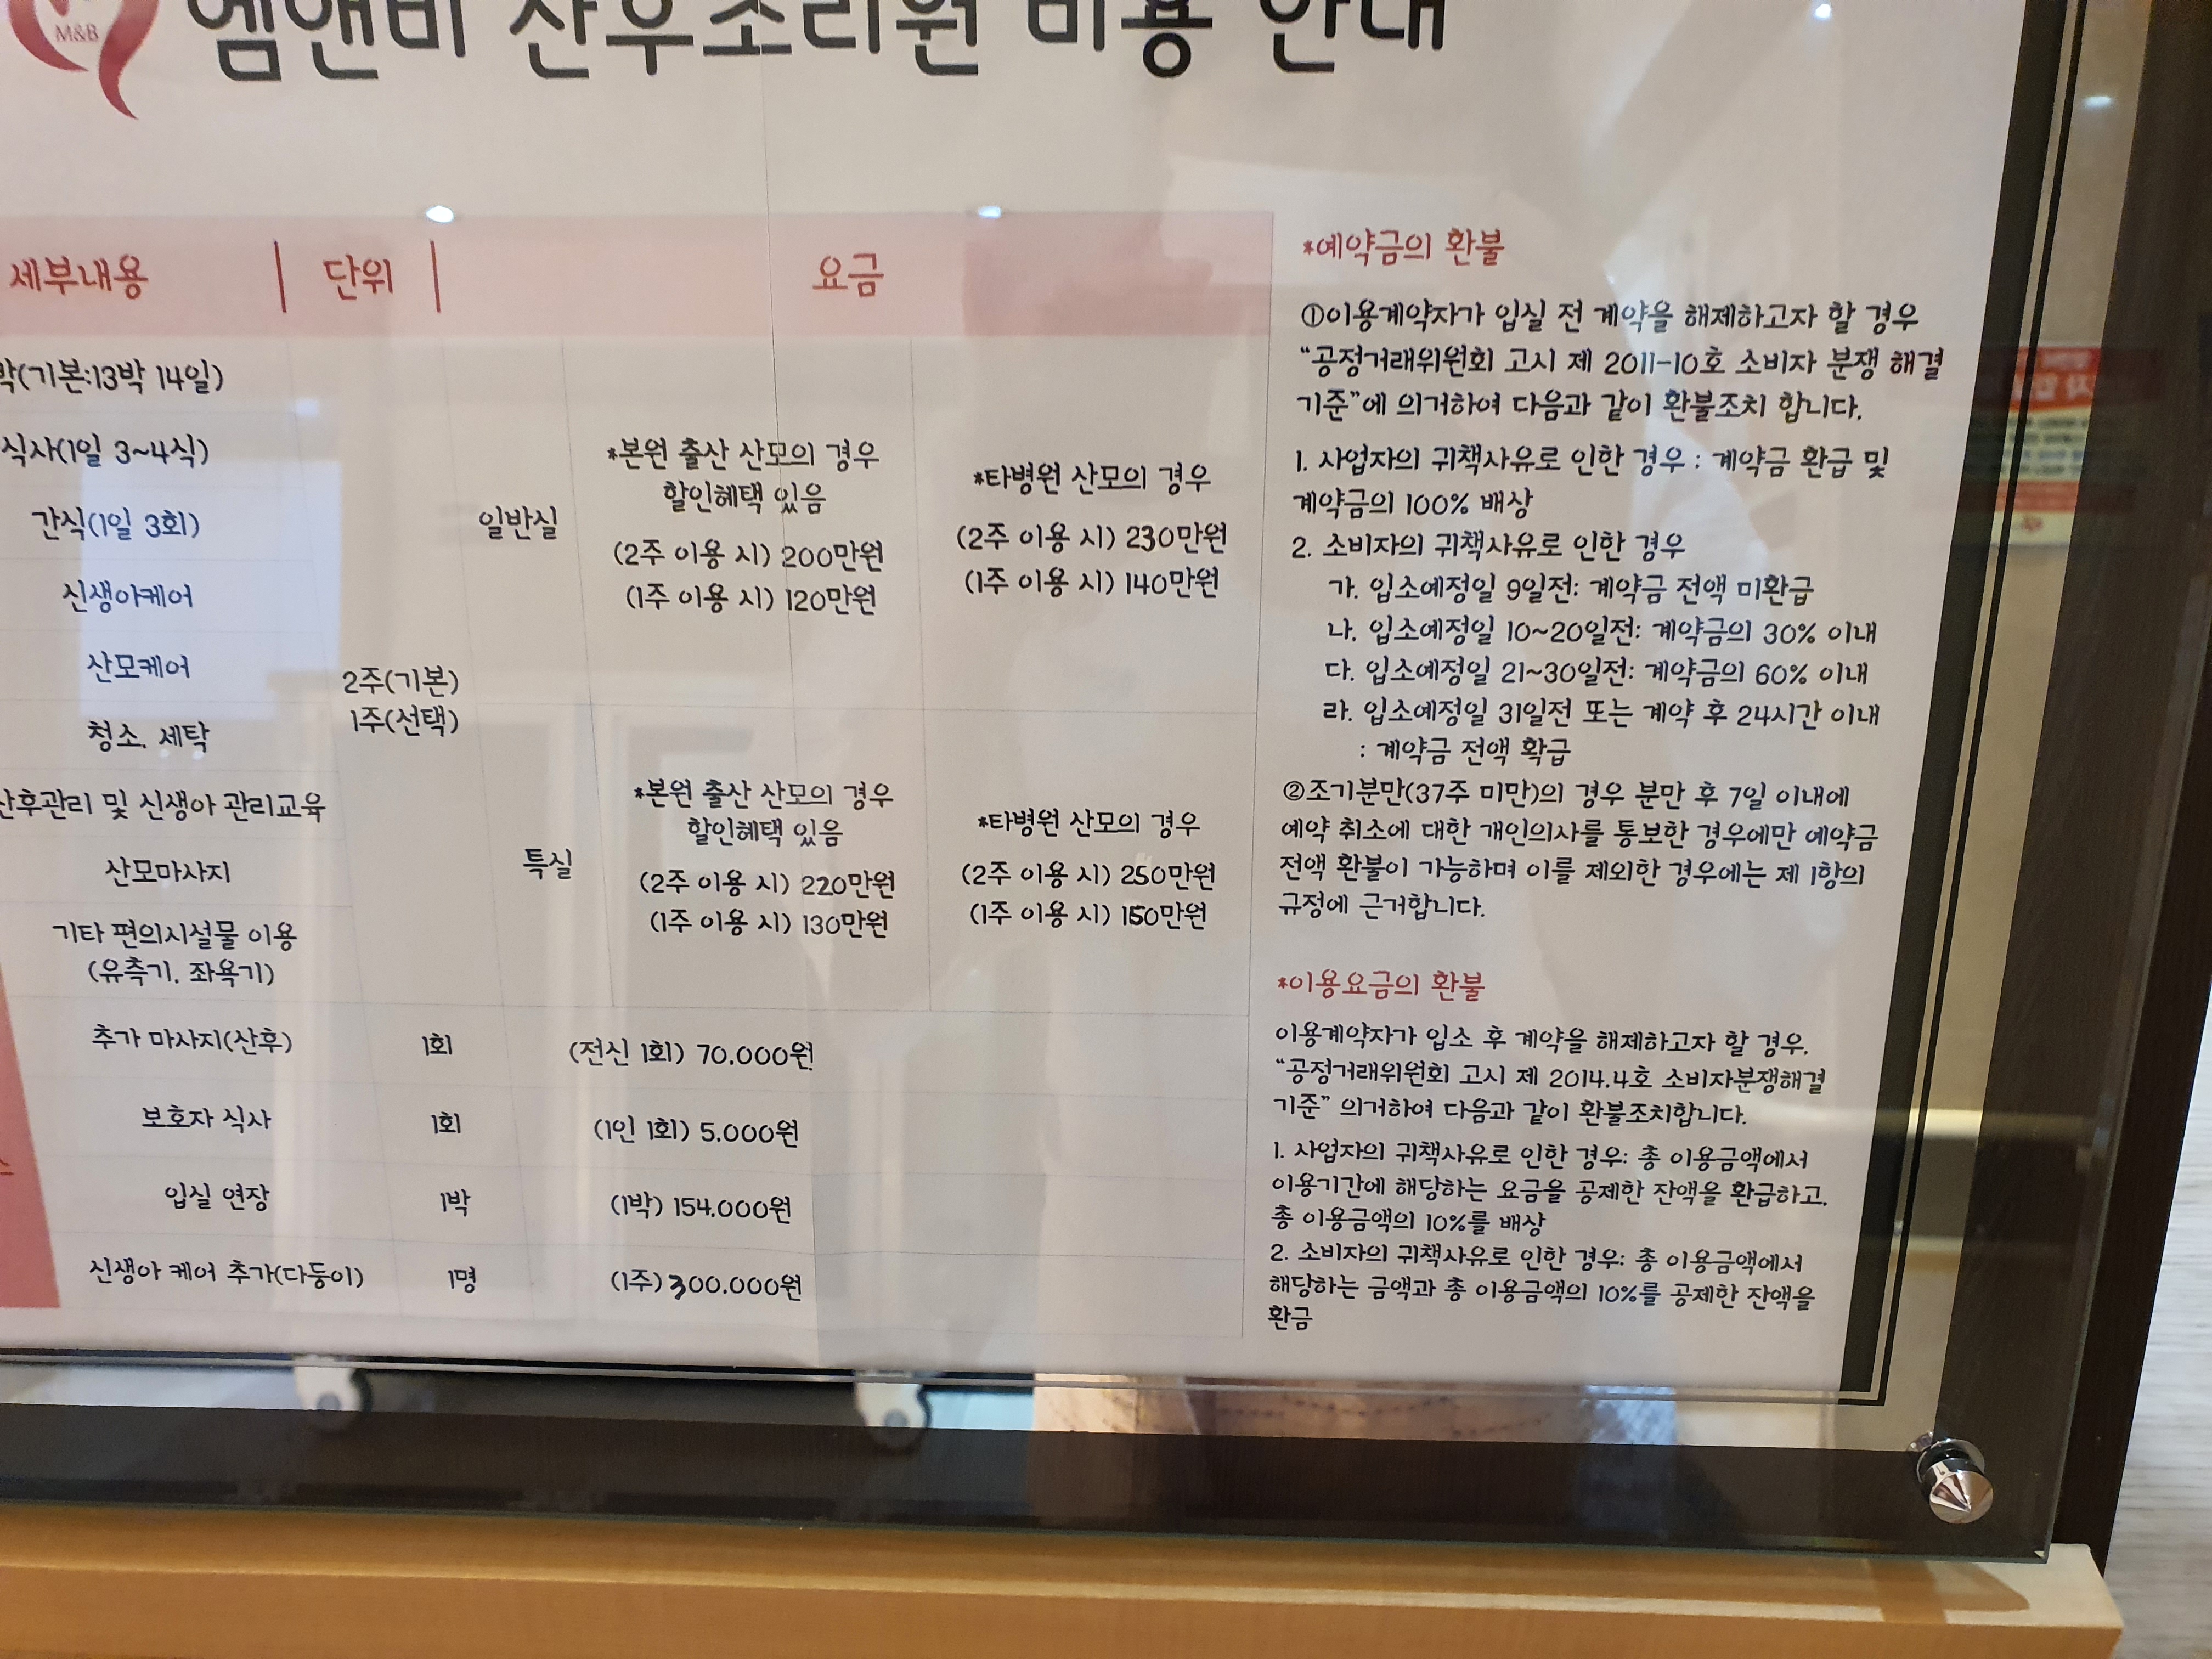 M&B
엠앤비 산후조리원 비용 안내
세부내용 단위 요금
박(기본:13박 14일)
식사(1일 3~4식)
간식(1일 3회)
신생아케어
산모케어
청소. 세탁
산후관리 및 신생아 관리교육
산모마사지
기타 편의시설물 이용
(유축기. 좌욕기)
2주(기본)
1주(선택)
일반실
*본원 출산 산모의 경우
할인혜택 있음
(2주 이용 시) 200만원
(1주 이용 시) 120만원
*타병원 산모의 경우
(2주 이용 시) 230만원
(1주 이용 시) 140만원
특실
*본원 출산 산모의 경우
할인혜택 있음
(2주 이용 시) 220만원
(1주 이용 시) 130만원
*타병원 산모의 경우
(2주 이용 시) 250만원
(1주 이용 시) 150만원
추가 마사지(산후) 1회 (전신 1회) 70.000원
보호자 식사 1회 (1인 1회) 5.000원
입실 연장 1박 (1박) 154.000원
신생아 케어 추가(다둥이) 1명 (1주) 300.000원
*예약금의 환불
①이용계약자가 입실 전 계약을 해제하고자 할 경우
“공정거래위원회 고시 제 2011-10호 소비자 분쟁 해결
기준”에 의거하여 다음과 같이 환불조치 합니다.
1. 사업자의 귀책사유로 인한 경우 : 계약금 환급 및
계약금의 100% 배상
2. 소비자의 귀책사유로 인한 경우
가. 입소예정일 9일전: 계약금 전액 미환급
나. 입소예정일 10~20일전: 계약금의 30% 이내
다. 입소예정일 21~30일전: 계약금의 60% 이내
라. 입소예정일 31일전 또는 계약 후 24시간 이내
: 계약금 전액 확급
②조기분만(37주 미만)의 경우 분만 후 7일 이내에
예약 취소에 대한 개인의사를 통보한 경우에만 예약금
전액 환불이 가능하며 이를 제외한 경우에는 제 1항의
규정에 근거합니다.
*이용요금의 환불
이용계약자가 입소 후 계약을 해제하고자 할 경우.
“공정거래위원회 고시 제 2014.4호 소비자분쟁해결
기준” 의거하여 다음과 같이 환불조치합니다.
1. 사업자의 귀책사유로 인한 경우: 총 이용금액에서
이용기간에 해당하는 요금을 공제한 잔액을 환급하고.
총 이용금액의 10%를 배상
2. 소비자의 귀책사유로 인한 경우: 총 이용금액에서
해당하는 금액과 총 이용금액의 10%를 공제한 잔액을
환금